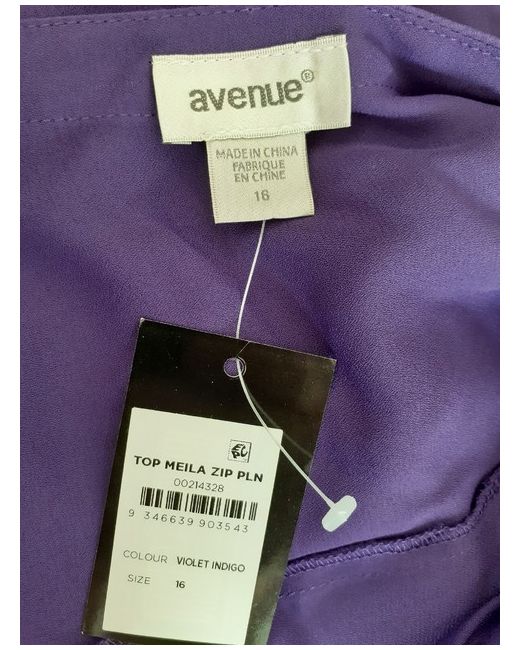 avenue®
MADE IN CHINA
FABRIQUE
EN CHINE
16
TOP MEILA ZIP PLN
00214328
9 346639 903543
COLOUR VIOLET INDIGO
SIZE 16